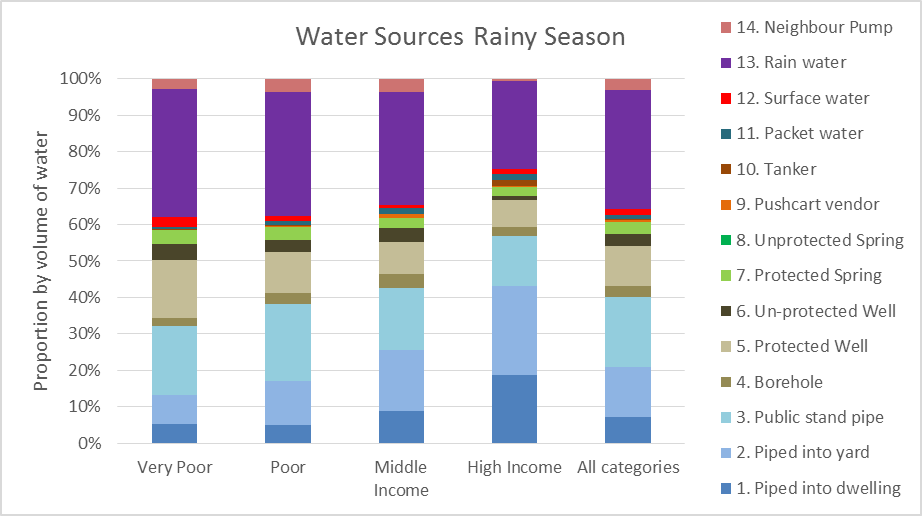 Water Sources Rainy Season
Proportion by volume of water
100%
90%
80%
70%
60%
50%
40%
30%
20%
10%
0%
Very Poor
Poor
Middle
Income
High Income
All categories
14. Neighbour Pump
13. Rain water
12. Surface water
11. Packet water
10. Tanker
9. Pushcart vendor
8. Unprotected Spring
7. Protected Spring
6. Un-protected Well
5. Protected Well
4. Borehole
3. Public stand pipe
2. Piped into yard
1. Piped into dwelling